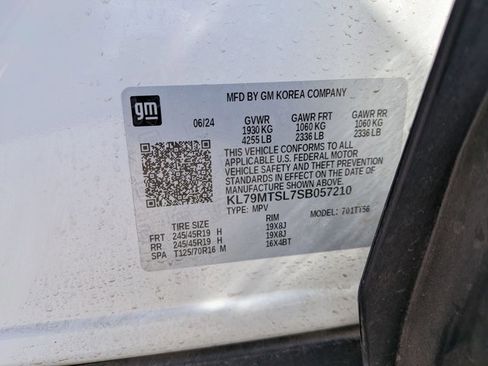 gm
MFD BY GM KOREA COMPANY
06/24 GVWR GAWR FRT GAWR RR
1930 KG 1060 KG 1060 KG
4255 LB 2336 LB 2336 LB
THIS VEHICLE CONFORMS TO ALL
APPLICABLE U.S. FEDERAL MOTOR
VEHICLE SAFETY AND THEFT PREVENTION
STANDARDS IN EFFECT ON THE DATE OF
MANUFACTURE SHOWN ABOVE.
KL79MTSL7SB057210
TYPE: MPV MODEL: 701TY56
TIRE SIZE RIM
FRT 245/45R19 H 19X8J
RR 245/45R19 H 19X8J
SPA T125/70R16 M 16X4BT